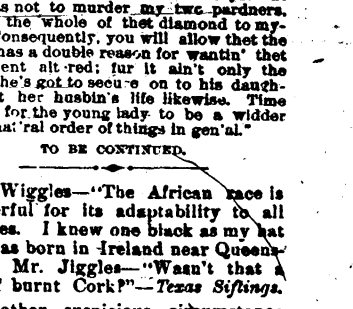 s not to murder my two pardners.
the whole of thet diamond to my-
onsequently, you will allow thet the
has a double reason for wantin' thet
ent alt red; fur it ain't only the
he's got to secu e on to his daugh-
t her husbin's life likewise. Time
for the young lady to be a widder
nat'ral order of things in gen'al."
TO BE CONTINUED.
Wiggles—"The African race is
rful for its adaptability to all
es. I knew one black as my hat
as born in Ireland near Queens-
Mr. Jiggles—"Wasn't that a
f burnt Cork?"—Texas Siftings.